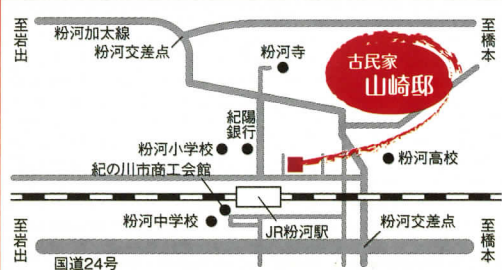 至岩出
粉河加太線
粉河交差点
粉河寺
古民家
山崎邸
至橋本
紀陽
銀行
粉河小学校
粉河高校
紀の川市商工会館
粉河中学校
JR粉河駅
粉河交差点
至岩出
至橋本
国道24号